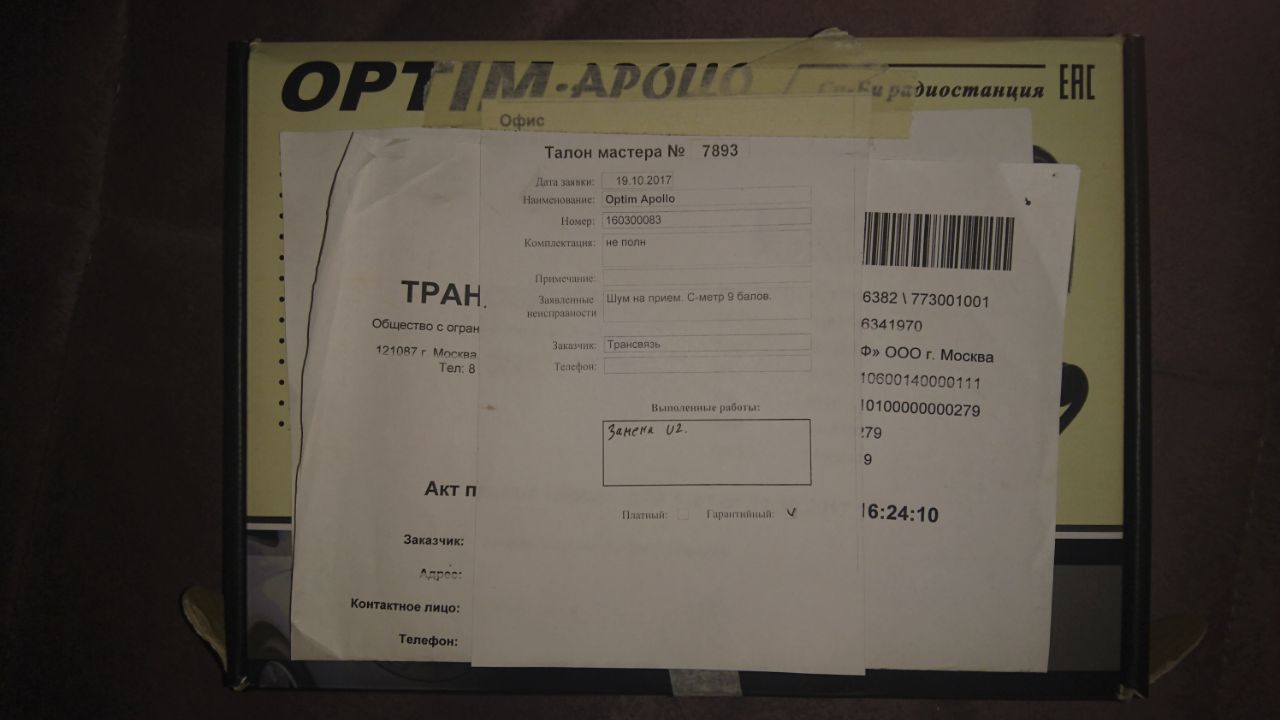 OPTIM-APOLLO
Си-Би радиостанция ЕАС
Офис
Талон мастера № 7893
Дата заявки: 19.10.2017
Наименование: Optim Apollo
Номер: 160300083
Комплектация: не полн
Примечание:
Заявленные неисправности Шум на прием. С-метр 9 балов.
Заказчик: Трансвязь
Телефон:
Выполенные работы:
Замена U2.
Платный: Гарантийный: v
ТРАН
Общество с огран
121087 г. Москва
Тел: 8
Акт п
Заказчик:
Адрес:
Контактное лицо:
Телефон:
6382 \ 773001001
6341970
Ф» ООО г. Москва
10600140000111
10100000000279
279
9
16:24:10